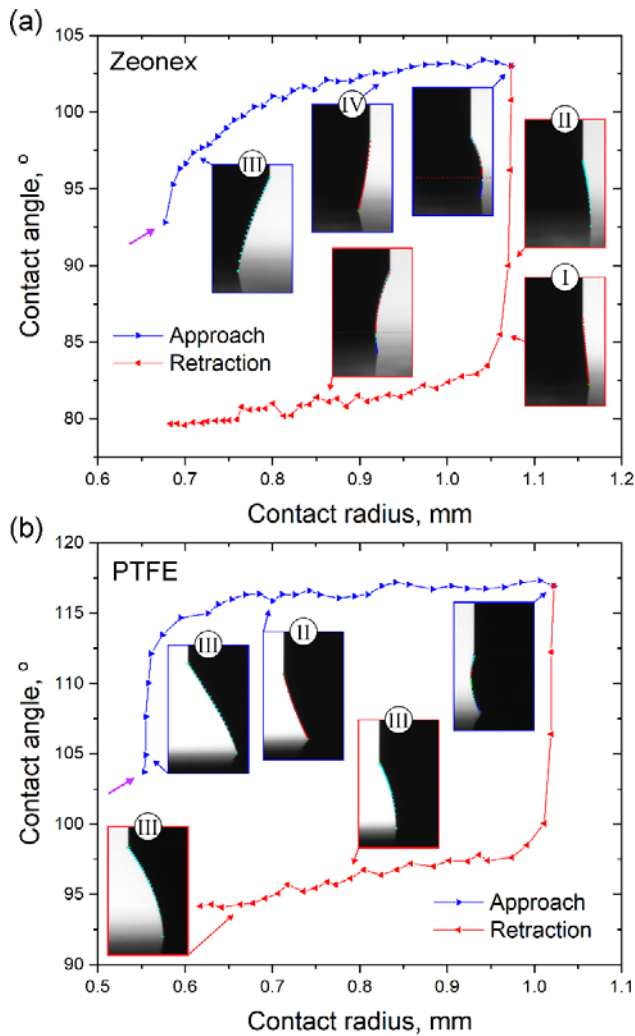 (a)
Zeonex
105
100
95
90
85
80
Contact angle, °
III
IV
II
I
Approach
Retraction
0.6 0.7 0.8 0.9 1.0 1.1 1.2
Contact radius, mm
(b)
PTFE
120
115
110
105
100
95
90
Contact angle, °
III
II
III
III
Approach
Retraction
0.5 0.6 0.7 0.8 0.9 1.0 1.1
Contact radius, mm